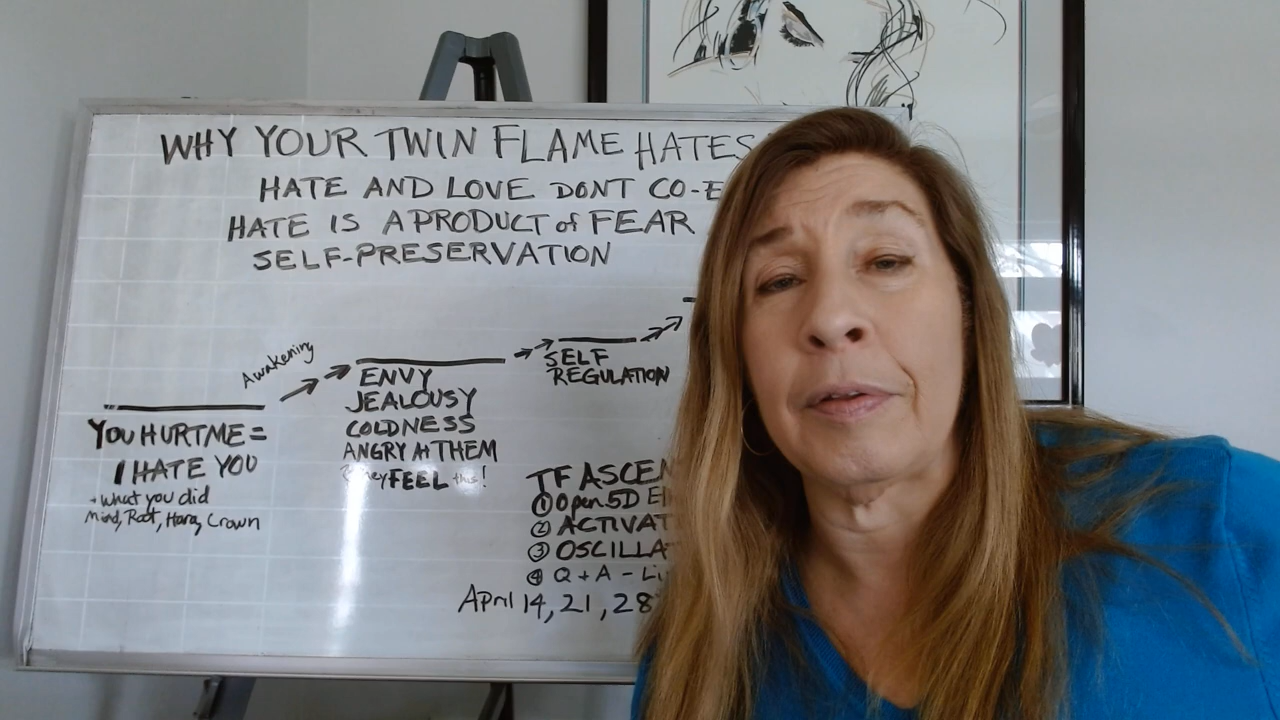 WHY YOUR TWIN FLAME HATES
HATE AND LOVE DONT CO-E
HATE IS A PRODUCT of FEAR
SELF-PRESERVATION
Awakening
YOU HURT ME =
I HATE YOU
+ what you did
Mind, Root, Hara, Crown
ENVY
JEALOUSY
COLDNESS
ANGRY At THEM
FEEL this!
SELF
REGULATION
TF ASCEN
① Open 5D
② ACTIVAT
③ OSCILLA
④ Q + A - Li
April 14, 21, 28